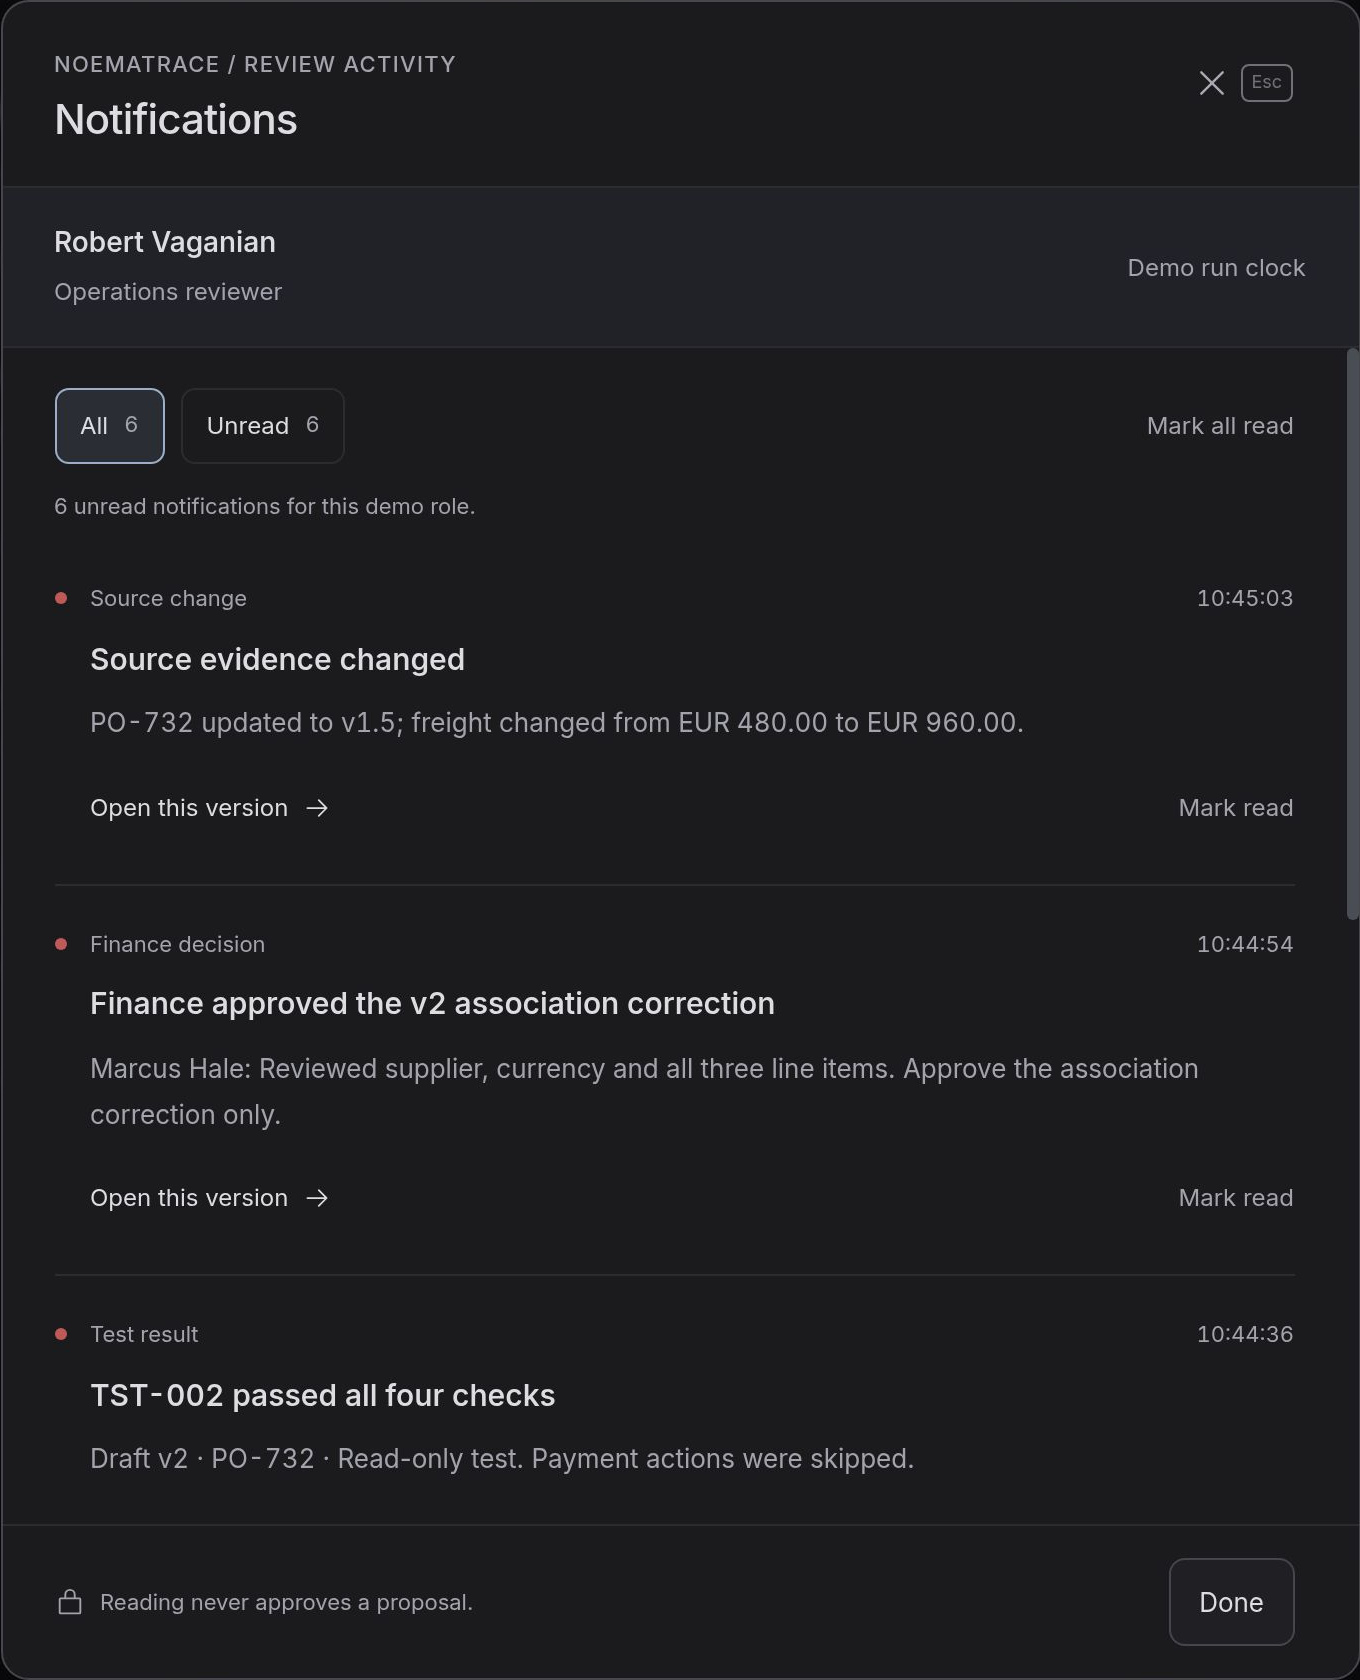 NOEMATRACE / REVIEW ACTIVITY
Notifications
Esc
Robert Vaganian
Operations reviewer
Demo run clock
All 6
Unread 6
Mark all read
6 unread notifications for this demo role.
Source change
10:45:03
Source evidence changed
PO-732 updated to v1.5; freight changed from EUR 480.00 to EUR 960.00.
Open this version →
Mark read
Finance decision
10:44:54
Finance approved the v2 association correction
Marcus Hale: Reviewed supplier, currency and all three line items. Approve the association
correction only.
Open this version →
Mark read
Test result
10:44:36
TST-002 passed all four checks
Draft v2 · PO-732 · Read-only test. Payment actions were skipped.
Reading never approves a proposal.
Done